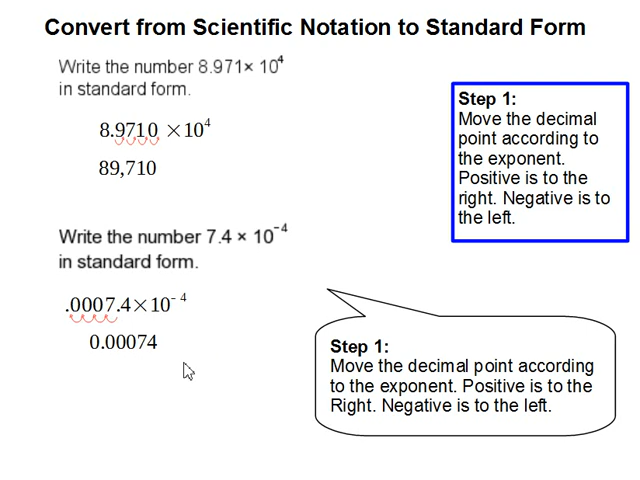 Convert from Scientific Notation to Standard Form
Write the number 8.971× 10⁴
in standard form.
8.9710 ×10⁴
89,710
Step 1:
Move the decimal
point according to
the exponent.
Positive is to the
right. Negative is to
the left.
Write the number 7.4 × 10⁻⁴
in standard form.
.0007.4×10⁻ ⁴
0.00074
Step 1:
Move the decimal point according
to the exponent. Positive is to the
Right. Negative is to the left.